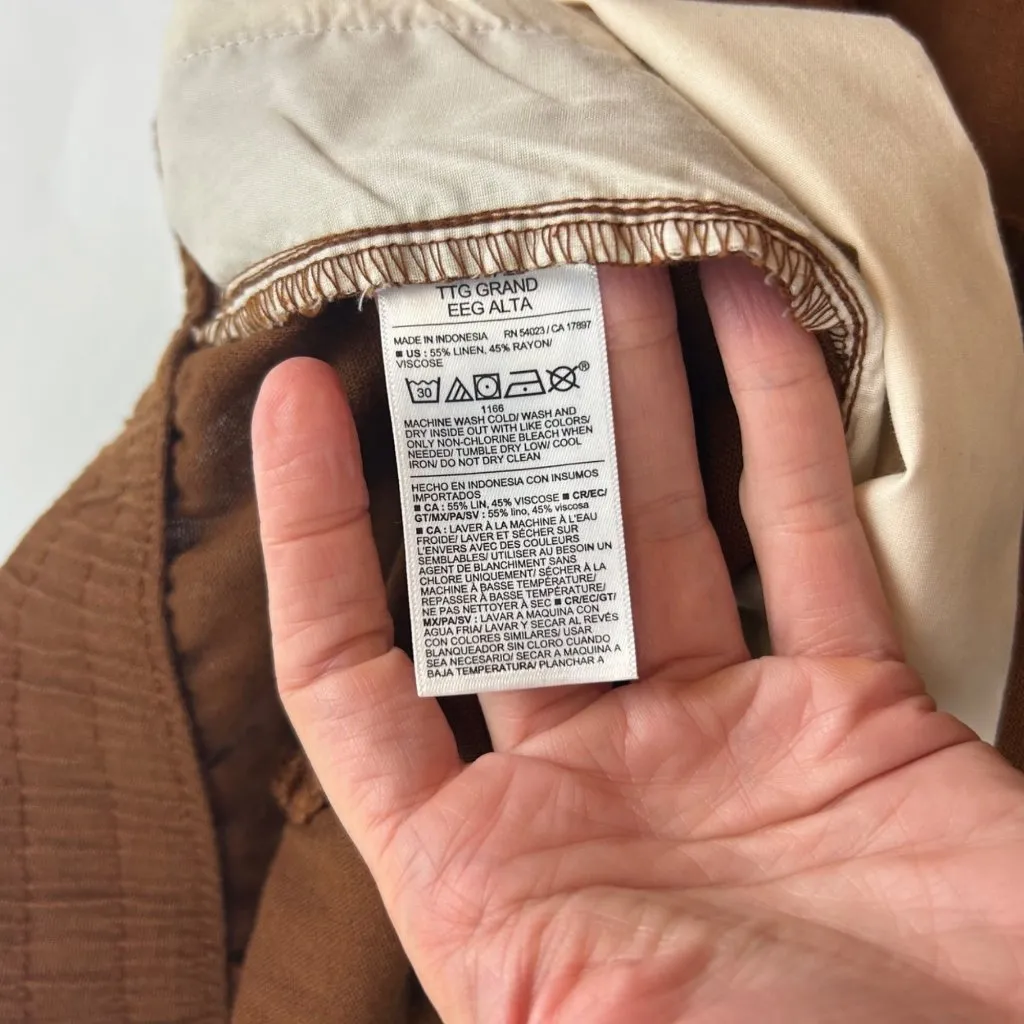 TTG GRAND
EEG ALTA
MADE IN INDONESIA RN 54023 / CA 17897
■ US : 55% LINEN, 45% RAYON/
VISCOSE
30 ®
1166
MACHINE WASH COLD/ WASH AND
DRY INSIDE OUT WITH LIKE COLORS/
ONLY NON-CHLORINE BLEACH WHEN
NEEDED/ TUMBLE DRY LOW/ COOL
IRON/ DO NOT DRY CLEAN
HECHO EN INDONESIA CON INSUMOS
IMPORTADOS
■ CA : 55% LIN, 45% VISCOSE ■ CR/EC/
GT/MX/PA/SV : 55% lino, 45% viscosa
■ CA : LAVER À LA MACHINE À L'EAU
FROIDE/ LAVER ET SÉCHER SUR
L'ENVERS AVEC DES COULEURS
SEMBLABLES/ UTILISER AU BESOIN UN
AGENT DE BLANCHIMENT SANS
CHLORE UNIQUEMENT/ SÉCHER À LA
MACHINE À BASSE TEMPÉRATURE/
REPASSER À BASSE TEMPÉRATURE/
NE PAS NETTOYER À SEC ■ CR/EC/GT/
MX/PA/SV : LAVAR A MAQUINA CON
AGUA FRIA/ LAVAR Y SECAR AL REVÉS
CON COLORES SIMILARES/ USAR
BLANQUEADOR SIN CLORO CUANDO
SEA NECESARIO/ SECAR A MAQUINA A
BAJA TEMPERATURA/ PLANCHAR A